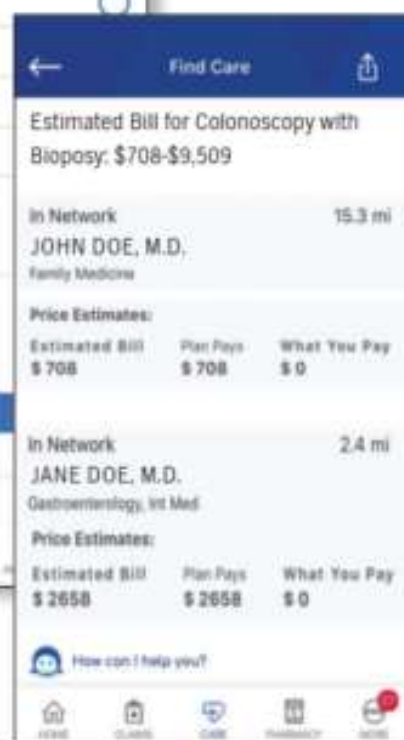 Find Care
Estimated Bill for Colonoscopy with
Bioposy: $708-$9,509
In Network 15.3 mi
JOHN DOE, M.D.
Family Medicine
Price Estimates:
Estimated Bill Plan Pays What You Pay
$ 708 $ 708 $ 0
In Network 2.4 mi
JANE DOE, M.D.
Gastroenterology, Int Med
Price Estimates:
Estimated Bill Plan Pays What You Pay
$ 2658 $ 2658 $ 0
How can I help you?
HOME CLAIMS CARE PHARMACY MORE